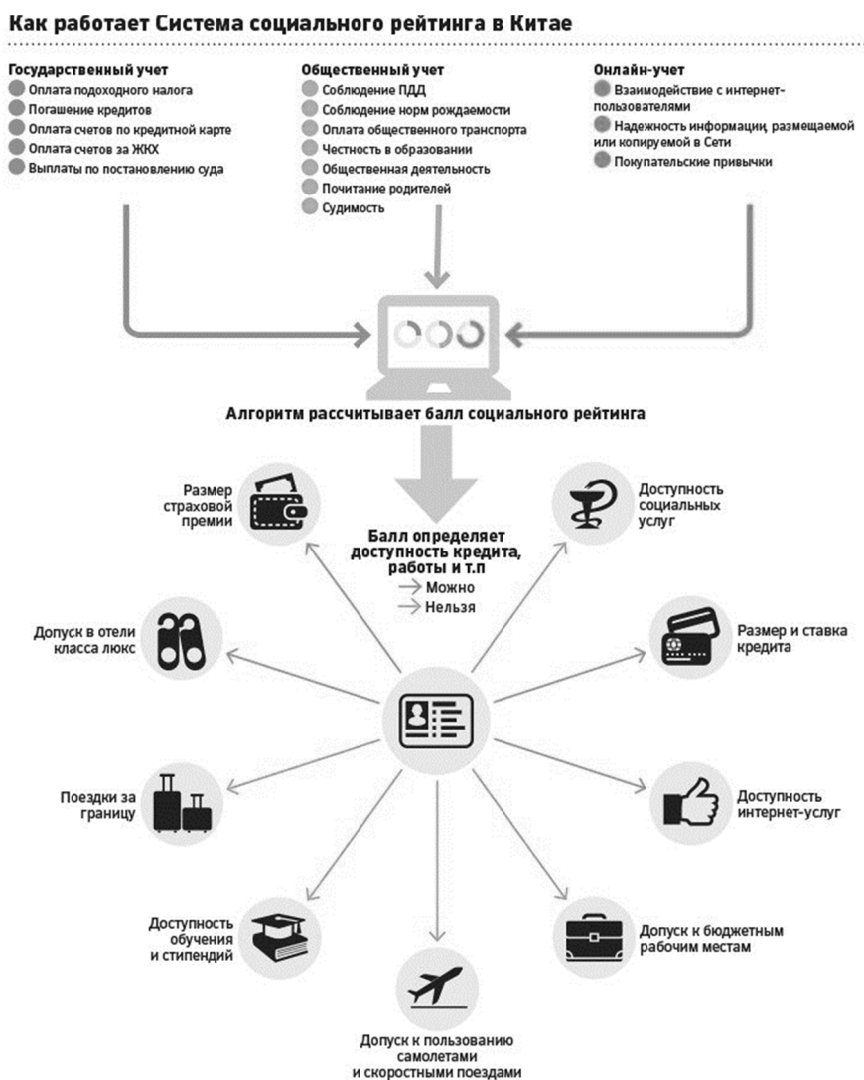 Как работает Система социального рейтинга в Китае
Государственный учет
Оплата подоходного налога
Погашение кредитов
Оплата счетов по кредитной карте
Оплата счетов за ЖКХ
Выплаты по постановлению суда
Общественный учет
Соблюдение ПДД
Соблюдение норм рождаемости
Оплата общественного транспорта
Честность в образовании
Общественная деятельность
Почитание родителей
Судимость
Онлайн-учет
Взаимодействие с интернет-
пользователями
Надежность информации, размещаемой
или копируемой в Сети
Покупательские привычки
Алгоритм рассчитывает балл социального рейтинга
Балл определяет
доступность кредита,
работы и т.п
Можно
Нельзя
Размер
страховой
премии
Доступность
социальных
услуг
Допуск в отели
класса люкс
Размер и ставка
кредита
Поездки за
границу
Доступность
интернет-услуг
Доступность
обучения
и стипендий
Допуск к бюджетным
рабочим местам
Допуск к пользованию
самолетами
и скоростными поездами